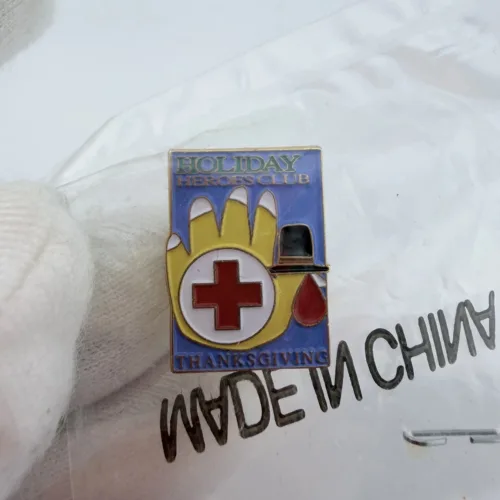 HOLIDAY
HEROES CLUB
THANKSGIVING
MADE IN CHINA